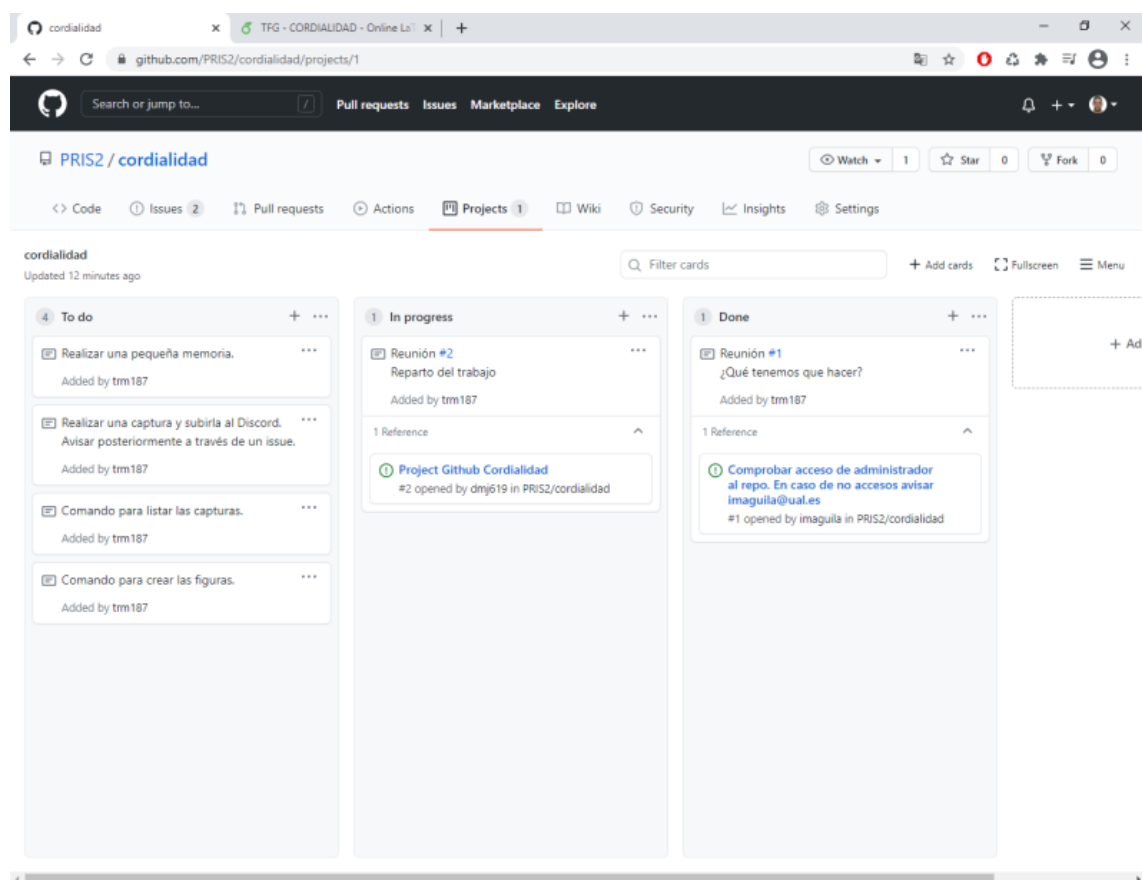 cordialidad
TFG - CORDIALIDAD - Online LaT
github.com/PRIS2/cordialidad/projects/1
Search or jump to...
/
Pull requests Issues Marketplace Explore
PRIS2 / cordialidad
Watch 1
Star 0
Fork 0
<> Code
Issues 2
Pull requests
Actions
Projects 1
Wiki
Security
Insights
Settings
cordialidad
Updated 12 minutes ago
Filter cards
+ Add cards
Fullscreen
Menu
4 To do
Realizar una pequeña memoria.
Added by trm187
Realizar una captura y subirla al Discord.
Avisar posteriormente a través de un issue.
Added by trm187
Comando para listar las capturas.
Added by trm187
Comando para crear las figuras.
Added by trm187
1 In progress
Reunión #2
Reparto del trabajo
Added by trm187
1 Reference
Project Github Cordialidad
#2 opened by dmj619 in PRIS2/cordialidad
1 Done
Reunión #1
¿Qué tenemos que hacer?
Added by trm187
1 Reference
Comprobar acceso de administrador
al repo. En caso de no accesos avisar
imaguila@ual.es
#1 opened by imaguila in PRIS2/cordialidad
+ Ad